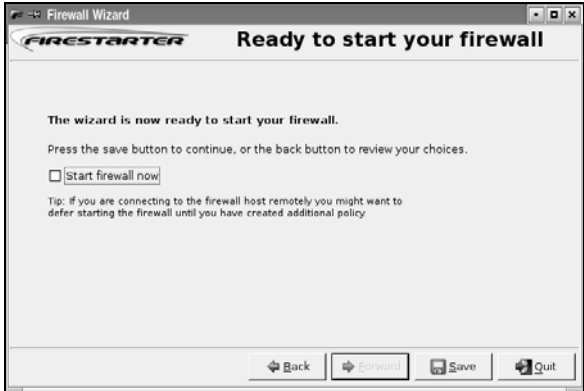 Firewall Wizard
FIRESTARTER
Ready to start your firewall
The wizard is now ready to start your firewall.
Press the save button to continue, or the back button to review your choices.
Start firewall now
Tip: If you are connecting to the firewall host remotely you might want to
defer starting the firewall until you have created additional policy
Back
Forward
Save
Quit